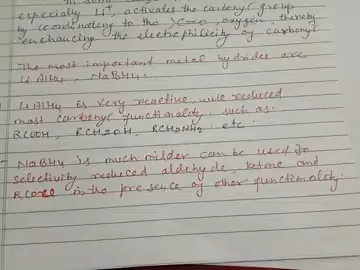 In some
especially Li+, activates the carbonyl group
by coordinating to the >C=O, oxygen, thereby
enhancing the electrophilicity of carbonyl
The most important metal hydrides are
LiAlH4, NaBH4.
LiAlH4 is very reactive, will reduced
most carbonyl functionality, such as.
RCOOH, RCH2OH, RCH2NH2. etc.
NaBH4 is much milder can be used to
selectivity reduced aldehyde, ketone and
in the presence of other functionality.